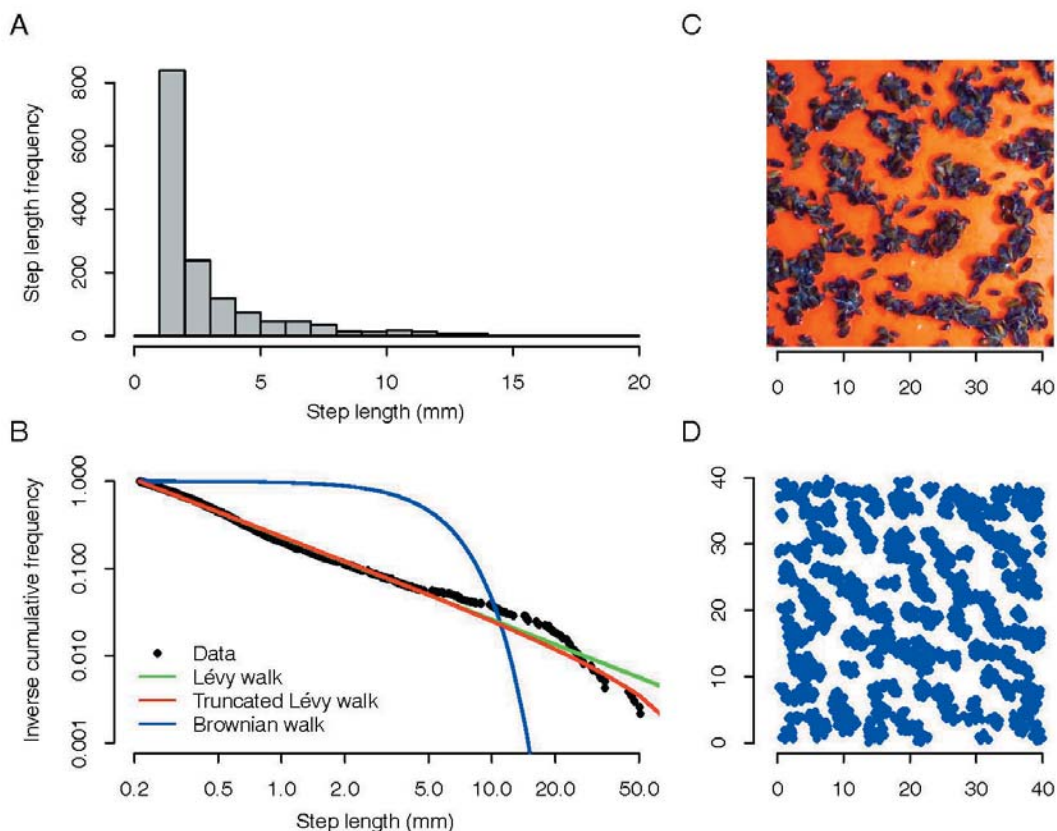 A
Step length frequency
800
600
400
200
0
0 5 10 15 20
Step length (mm)
B
Inverse cumulative frequency
1.000
0.100
0.010
0.001
Data
Lévy walk
Truncated Lévy walk
Brownian walk
0.2 0.5 1.0 2.0 5.0 10.0 20.0 50.0
Step length (mm)
C
0 10 20 30 40
D
40
30
20
10
0
0 10 20 30 40